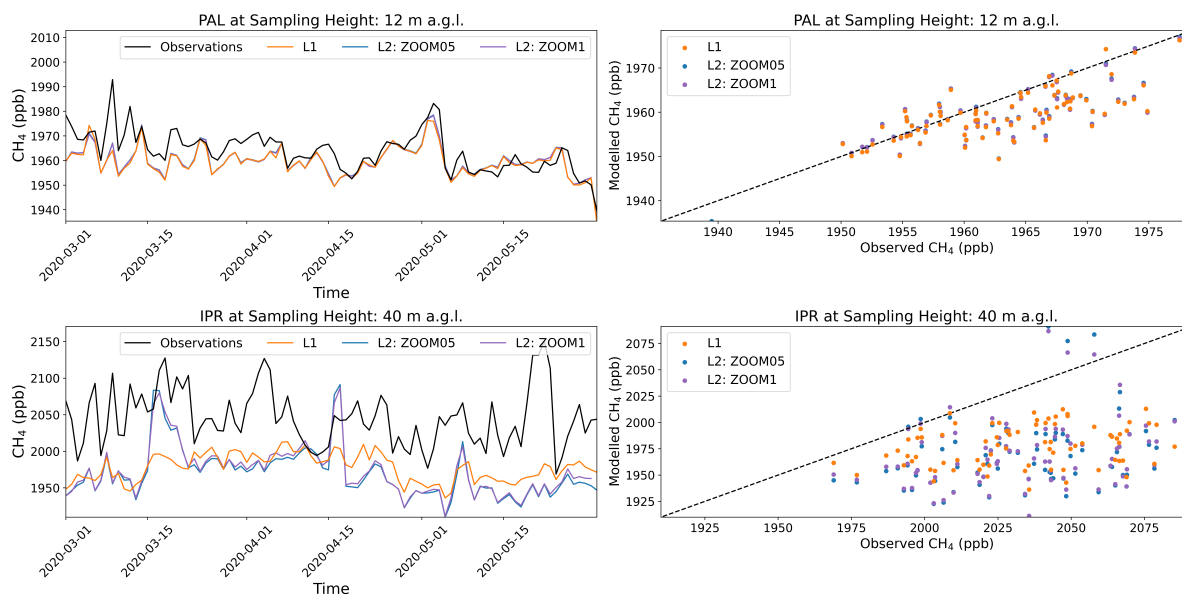 PAL at Sampling Height: 12 m a.g.l.
CH₄ (ppb)
2010
2000
1990
1980
1970
1960
1950
1940
Observations L1 L2: ZOOM05 L2: ZOOM1
2020-03-01 2020-03-15 2020-04-01 2020-04-15 2020-05-01 2020-05-15
Time
PAL at Sampling Height: 12 m a.g.l.
Modelled CH₄ (ppb)
1970
1960
1950
1940
L1
L2: ZOOM05
L2: ZOOM1
1940 1945 1950 1955 1960 1965 1970 1975
Observed CH₄ (ppb)
IPR at Sampling Height: 40 m a.g.l.
CH₄ (ppb)
2150
2100
2050
2000
1950
Observations L1 L2: ZOOM05 L2: ZOOM1
2020-03-01 2020-03-15 2020-04-01 2020-04-15 2020-05-01 2020-05-15
Time
IPR at Sampling Height: 40 m a.g.l.
Modelled CH₄ (ppb)
2075
2050
2025
2000
1975
1950
1925
L1
L2: ZOOM05
L2: ZOOM1
1925 1950 1975 2000 2025 2050 2075
Observed CH₄ (ppb)